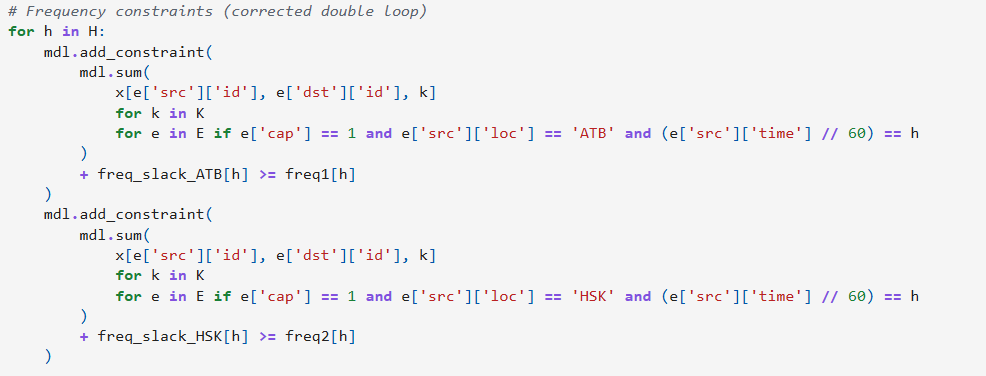 # Frequency constraints (corrected double loop)
for h in H:
    mdl.add_constraint(
        mdl.sum(
            x[e['src']['id'], e['dst']['id'], k]
            for k in K
            for e in E if e['cap'] == 1 and e['src']['loc'] == 'ATB' and (e['src']['time'] // 60) == h
        )
        + freq_slack_ATB[h] >= freq1[h]
    )
    mdl.add_constraint(
        mdl.sum(
            x[e['src']['id'], e['dst']['id'], k]
            for k in K
            for e in E if e['cap'] == 1 and e['src']['loc'] == 'HSK' and (e['src']['time'] // 60) == h
        )
        + freq_slack_HSK[h] >= freq2[h]
    )